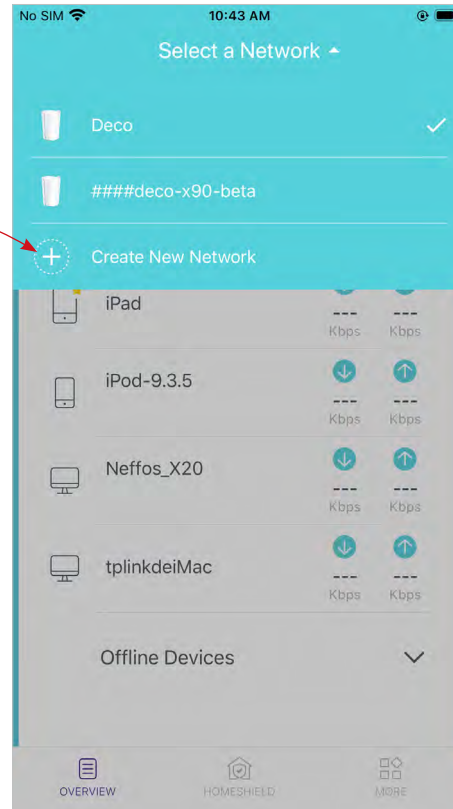 No SIM 10:43 AM
Select a Network
Deco
####deco-x90-beta
Create New Network
iPad
--- ---
Kbps Kbps
iPod-9.3.5
--- ---
Kbps Kbps
Neffos_X20
--- ---
Kbps Kbps
tplinkdeiMac
--- ---
Kbps Kbps
Offline Devices
OVERVIEW HOMESHIELD MORE